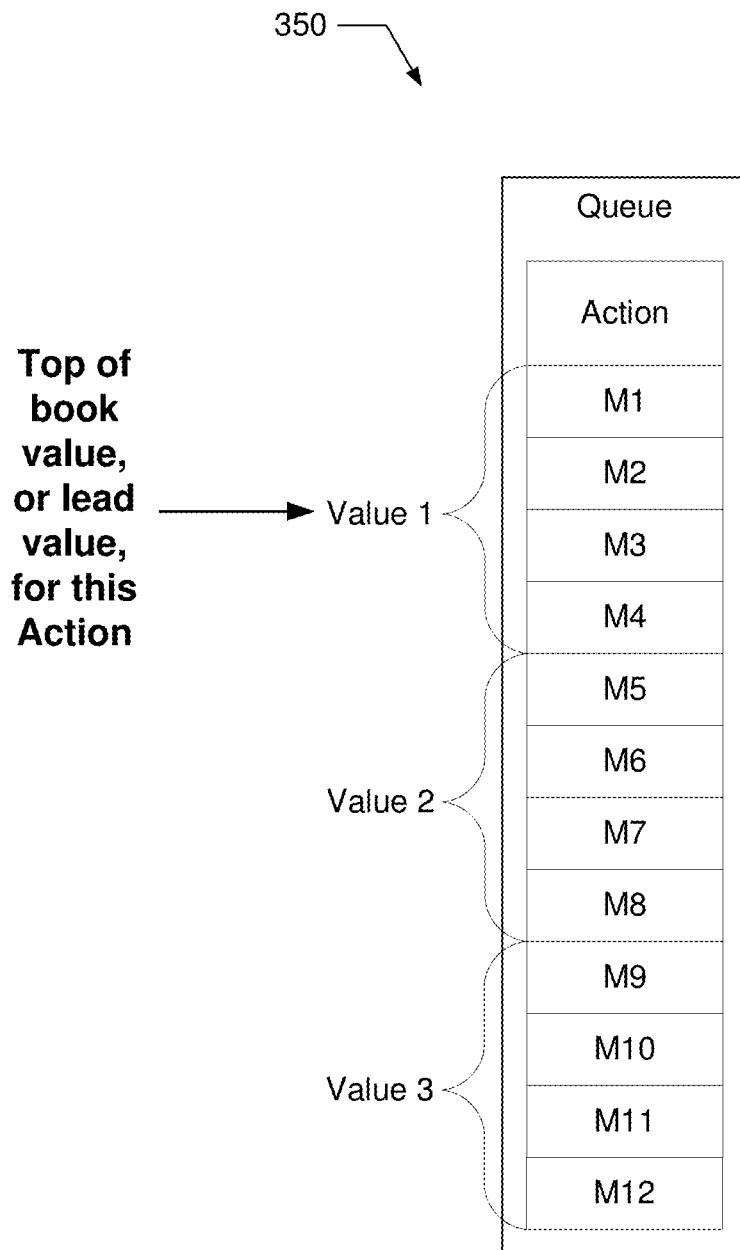 350
Queue
Action
Top of
book
value,
or lead
value,
for this
Action
Value 1
M1
M2
M3
M4
Value 2
M5
M6
M7
M8
Value 3
M9
M10
M11
M12